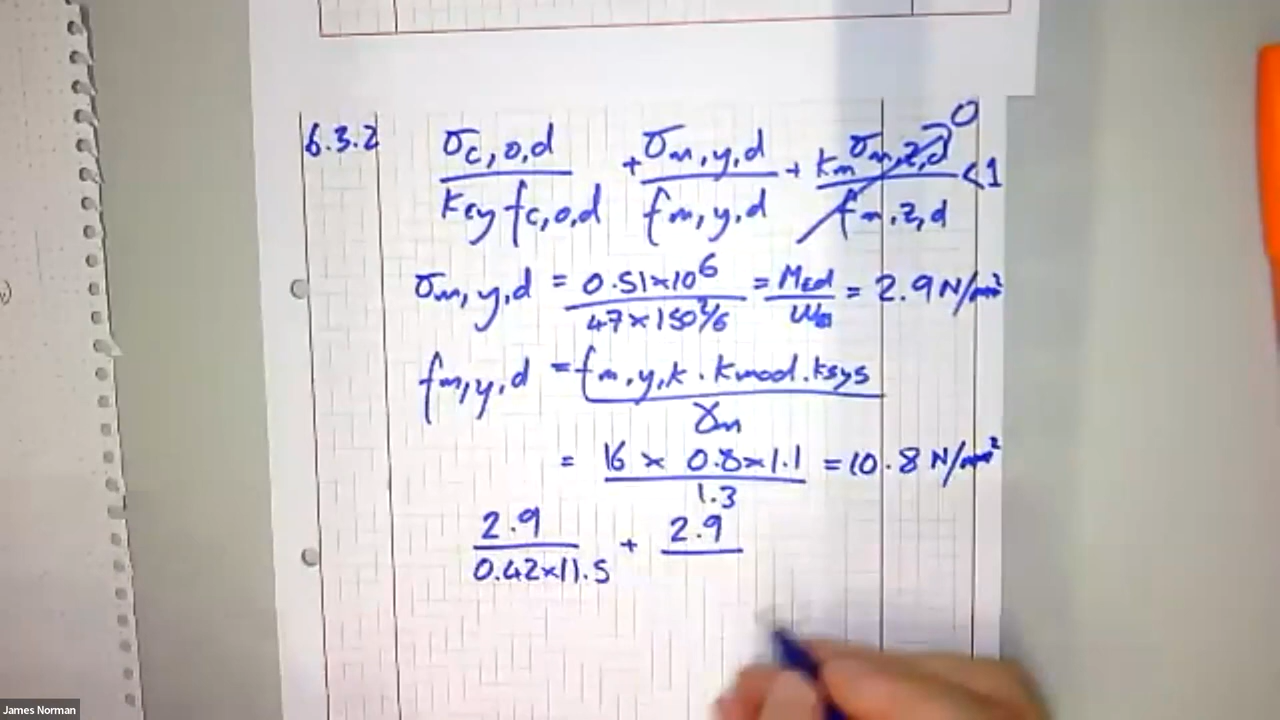 6.3.2 σc,0,d / kcy fc,0,d + σm,y,d / fm,y,d + km σm,z,d / fm,z,d <1
0
σm,y,d = 0.51×10⁶ / 47×150²/6 = MEd / = 2.9 N/mm²
fm,y,d = fm,y,k . kmod . ksys / γm
= 16 × 0.8×1.1 / 1.3 = 10.8 N/mm²
2.9 / 0.42×11.5 + 2.9
James Norman